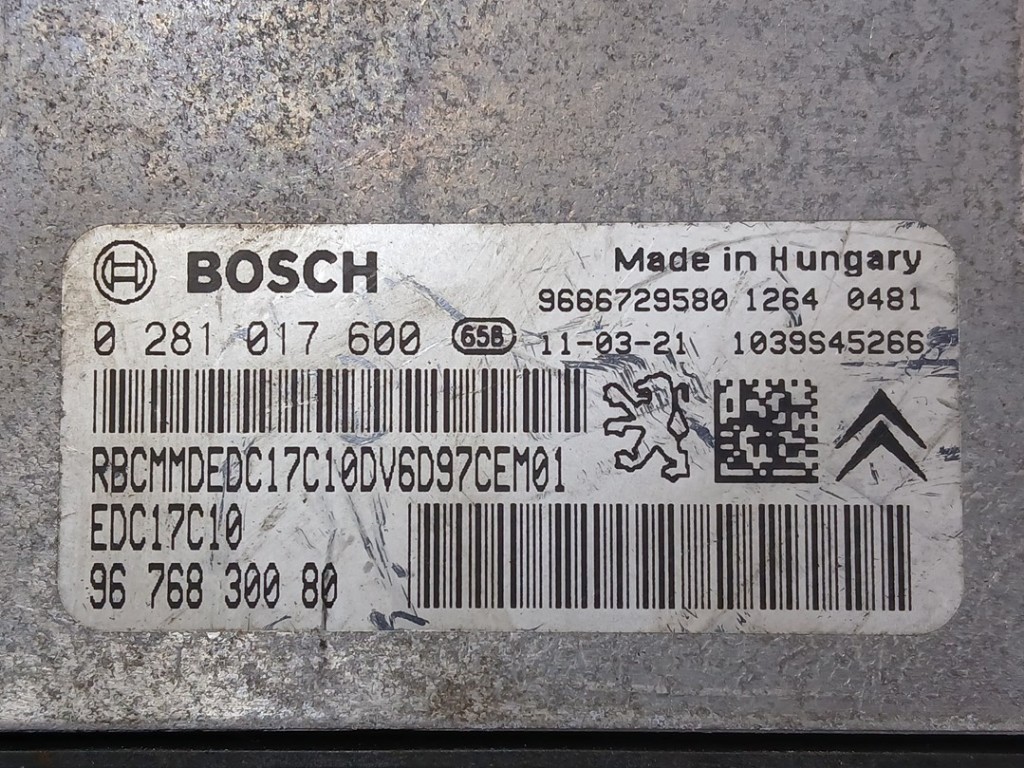 BOSCH
Made in Hungary
9666729580 1264 0481
0 281 017 600 65B
11-03-21 1039S45266
RBCMMDEDC17C10DV6D97CEM01
EDC17C10
96 768 300 80